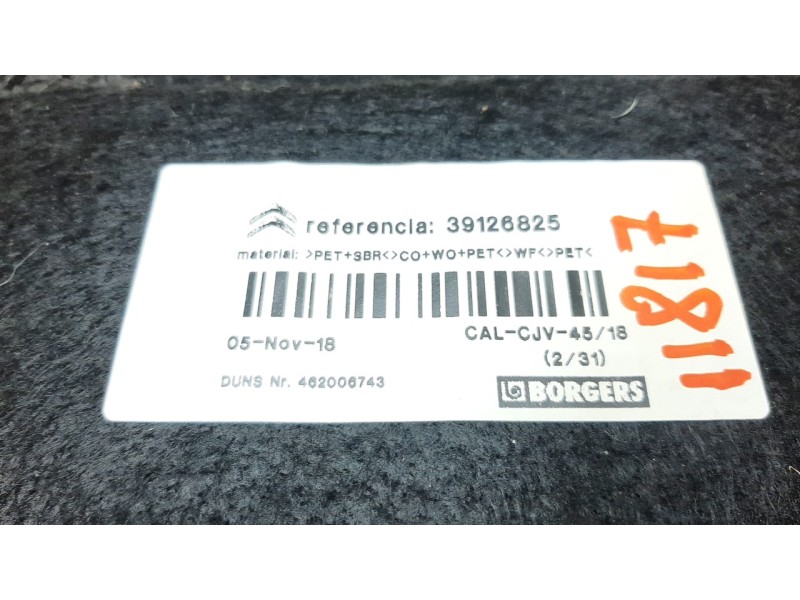 referencia: 39126825
material: >PET+SBR<>CO+WO+PET<>WF<>PET<
05-Nov-18
CAL-CJV-45/18
(2/31)
DUNS Nr. 462006743
BORGERS
11817